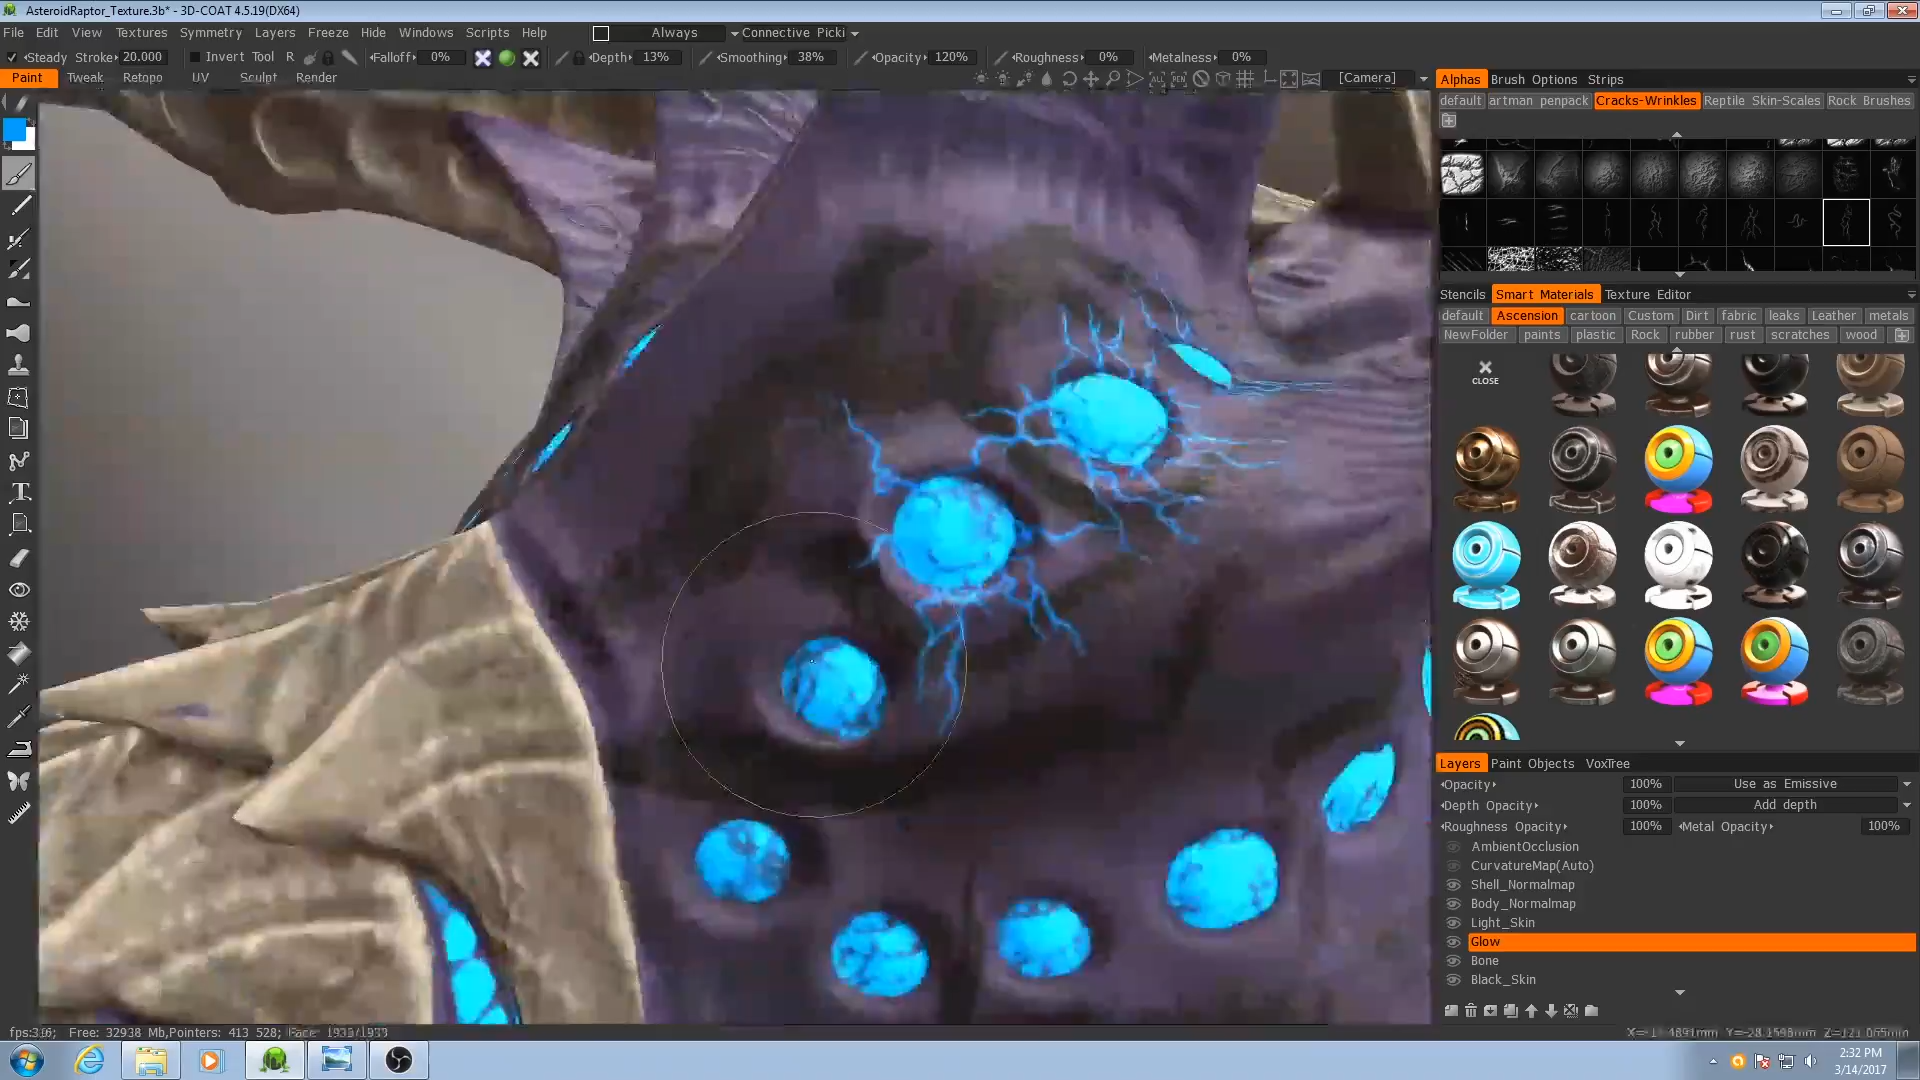 AsteroidRaptor_Texture.3b* - 3D-COAT 4.5.19(DX64)
File Edit View Textures Symmetry Layers Freeze Hide Windows Scripts Help Always Connective Picki
Steady Stroke 20.000 Invert Tool R Falloff 0% Depth 13% Smoothing 38% Opacity 120% Roughness 0% Metalness 0%
Paint Tweak Retopo UV Sculpt Render [Camera]
Alphas Brush Options Strips
default artman penpack Cracks-Wrinkles Reptile Skin-Scales Rock Brushes
Stencils Smart Materials Texture Editor
default Ascension cartoon Custom Dirt fabric leaks Leather metals
NewFolder paints plastic Rock rubber rust scratches wood
CLOSE
Layers Paint Objects VoxTree
Opacity 100% Use as Emissive
Depth Opacity 100% Add depth
Roughness Opacity 100% Metal Opacity 100%
AmbientOcclusion
CurvatureMap(Auto)
Shell_Normalmap
Body_Normalmap
Light_Skin
Glow
Bone
Black_Skin
Free: 32938 Mb,Pointers: 413 528;
2:32 PM
3/14/2017